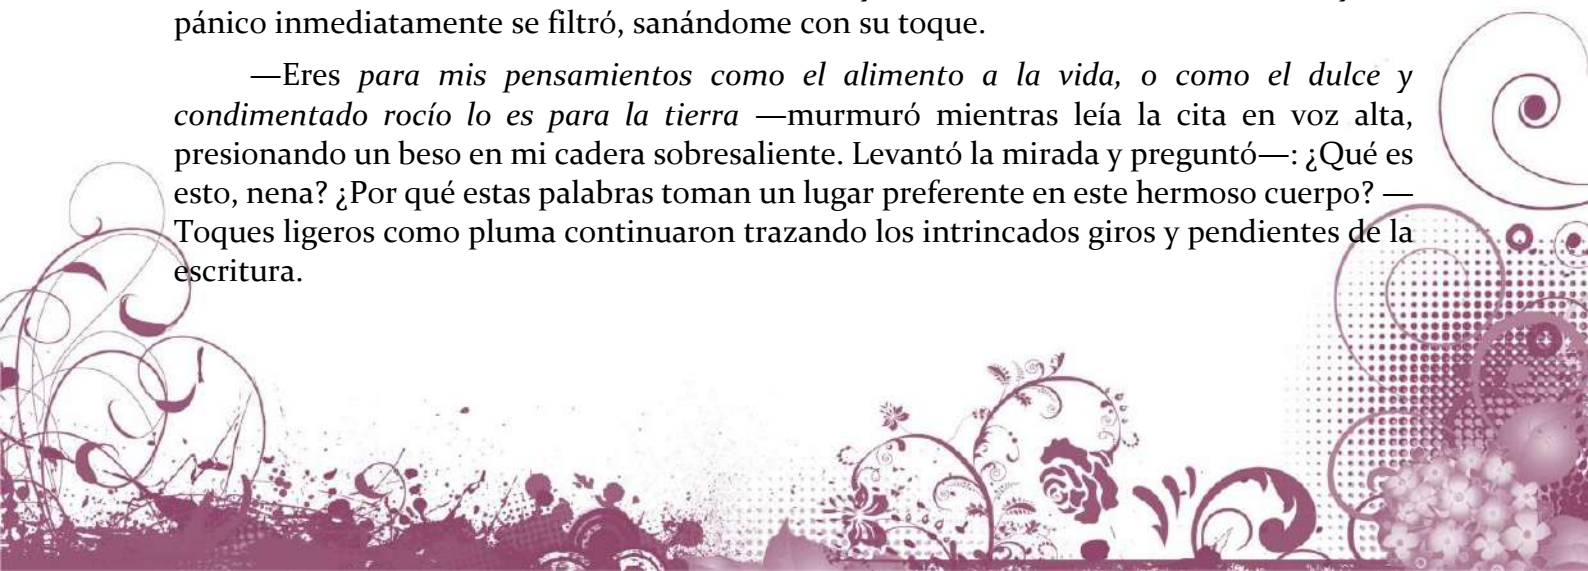 pánico inmediatamente se filtró, sanándome con su toque.
—Eres para mis pensamientos como el alimento a la vida, o como el dulce y
condimentado rocío lo es para la tierra —murmuró mientras leía la cita en voz alta,
presionando un beso en mi cadera sobresaliente. Levantó la mirada y preguntó—: ¿Qué es
esto, nena? ¿Por qué estas palabras toman un lugar preferente en este hermoso cuerpo? —
Toques ligeros como pluma continuaron trazando los intrincados giros y pendientes de la
escritura.